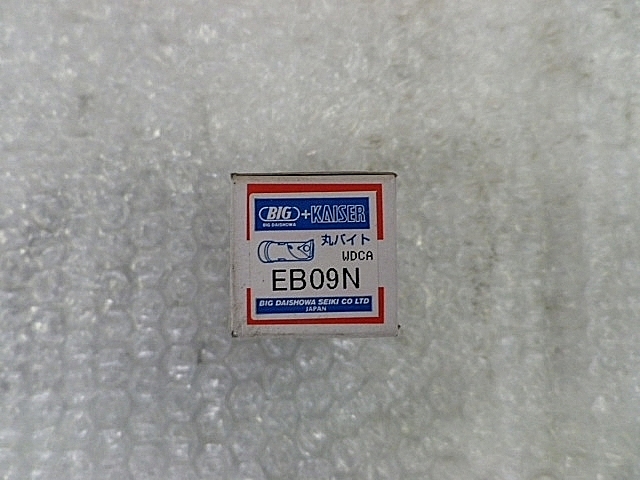 BIG+KAISER
BIG DAISHOWA
丸バイト
WDCA
EB09N
BIG DAISHOWA SEIKI CO LTD
JAPAN